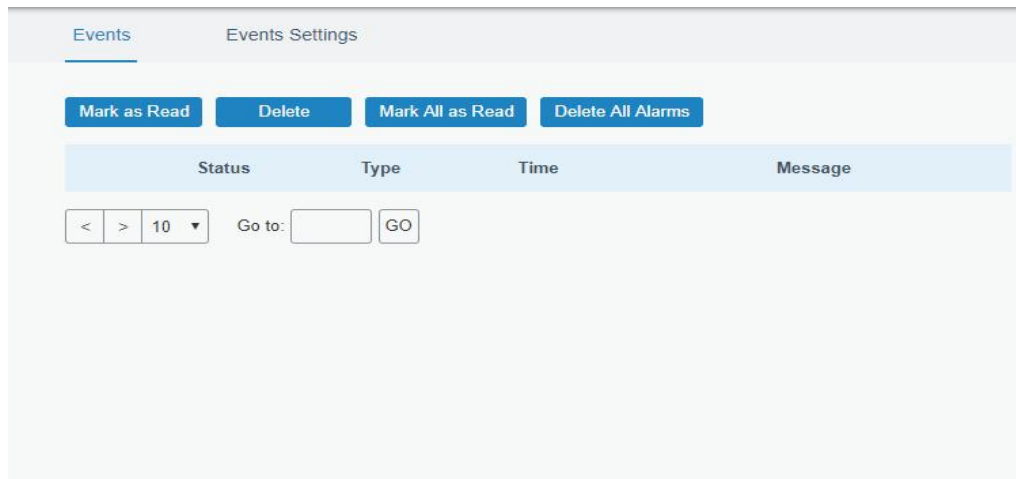 Events Events Settings
Mark as Read Delete Mark All as Read Delete All Alarms
Status Type Time Message
< > 10 ▼ Go to: GO